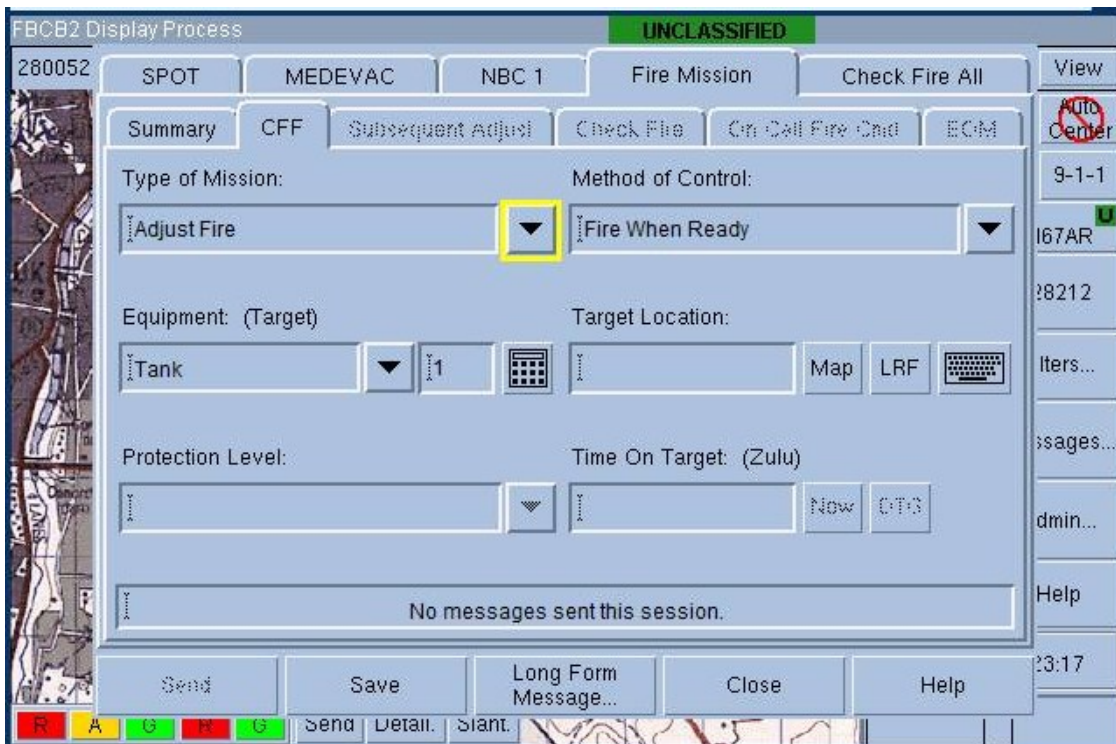 FBCB2 Display Process
UNCLASSIFIED
280052
SPOT
MEDEVAC
NBC 1
Fire Mission
Check Fire All
View
Summary
CFF
Subsequent Adjust
Check Fire
On Call Fire Cmd
EOM
Auto
Center
Type of Mission:
Method of Control:
9-1-1
Adjust Fire
Fire When Ready
U
I67AR
Equipment: (Target)
Target Location:
28212
Tank
1
Map
LRF
lters...
Protection Level:
Time On Target: (Zulu)
ssages...
Now
DTG
dmin...
LANES
No messages sent this session.
Help
Send
Save
Long Form
Message...
Close
Help
23:17
R
A
G
R
G
Send
Detail.
Slant.